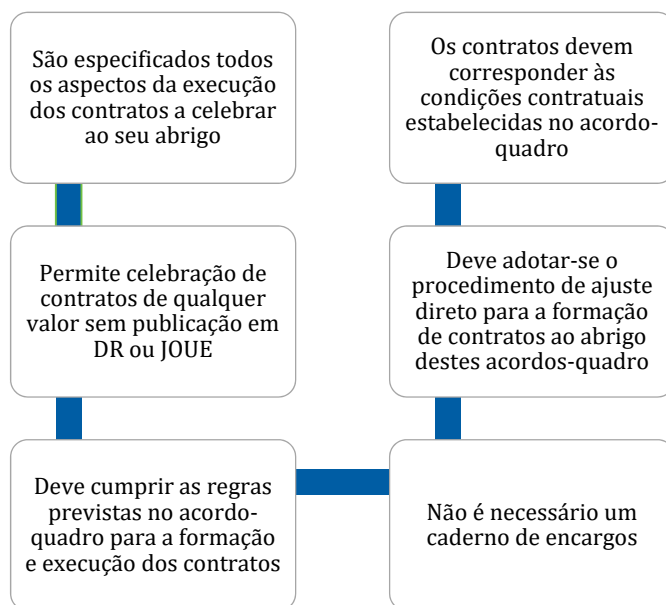 São especificados todos
os aspectos da execução
dos contratos a celebrar
ao seu abrigo
Permite celebração de
contratos de qualquer
valor sem publicação em
DR ou JOUE
Deve cumprir as regras
previstas no acordo-
quadro para a formação
e execução dos contratos
Não é necessário um
caderno de encargos
Deve adotar-se o
procedimento de ajuste
direto para a formação
de contratos ao abrigo
destes acordos-quadro
Os contratos devem
corresponder às
condições contratuais
estabelecidas no acordo-
quadro